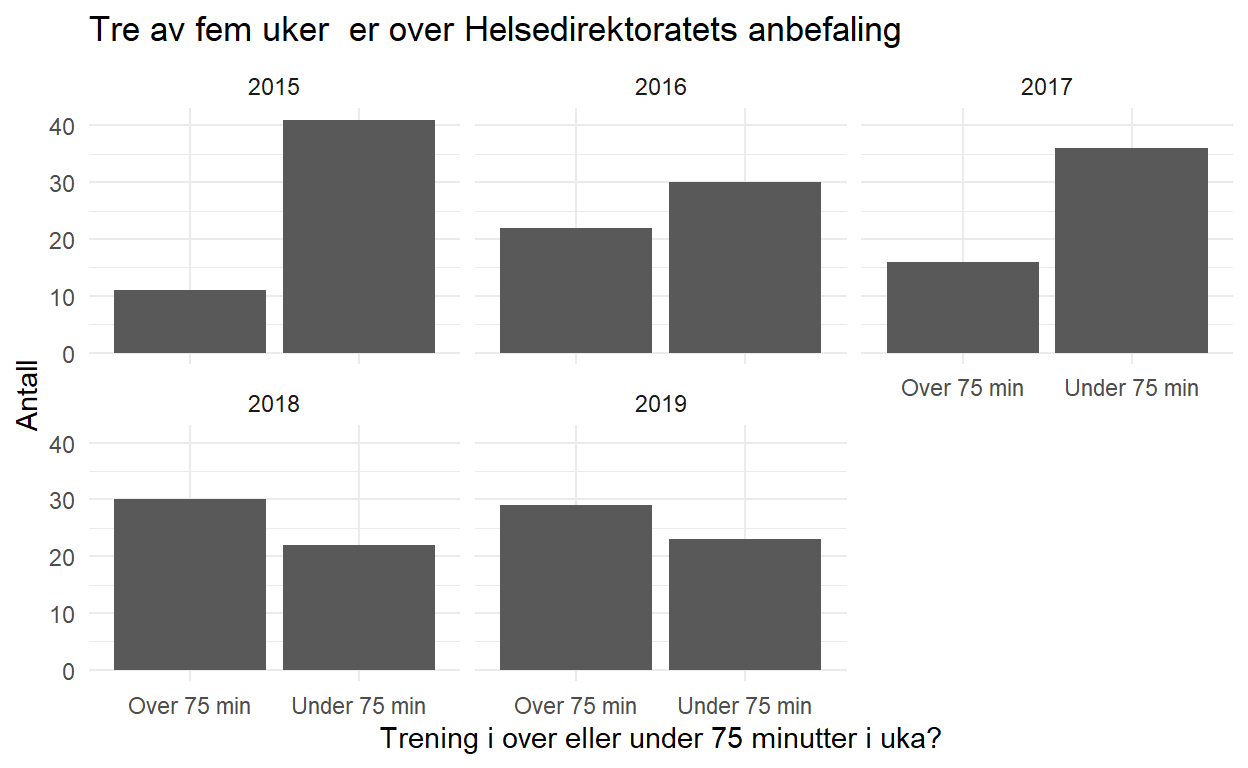 Tre av fem uker  er over Helsedirektoratets anbefaling
2015 2016 2017
40
30
20
10
0
Over 75 min Under 75 min
Antall
2018 2019
40
30
20
10
0
Over 75 min Under 75 min Over 75 min Under 75 min
Trening i over eller under 75 minutter i uka?